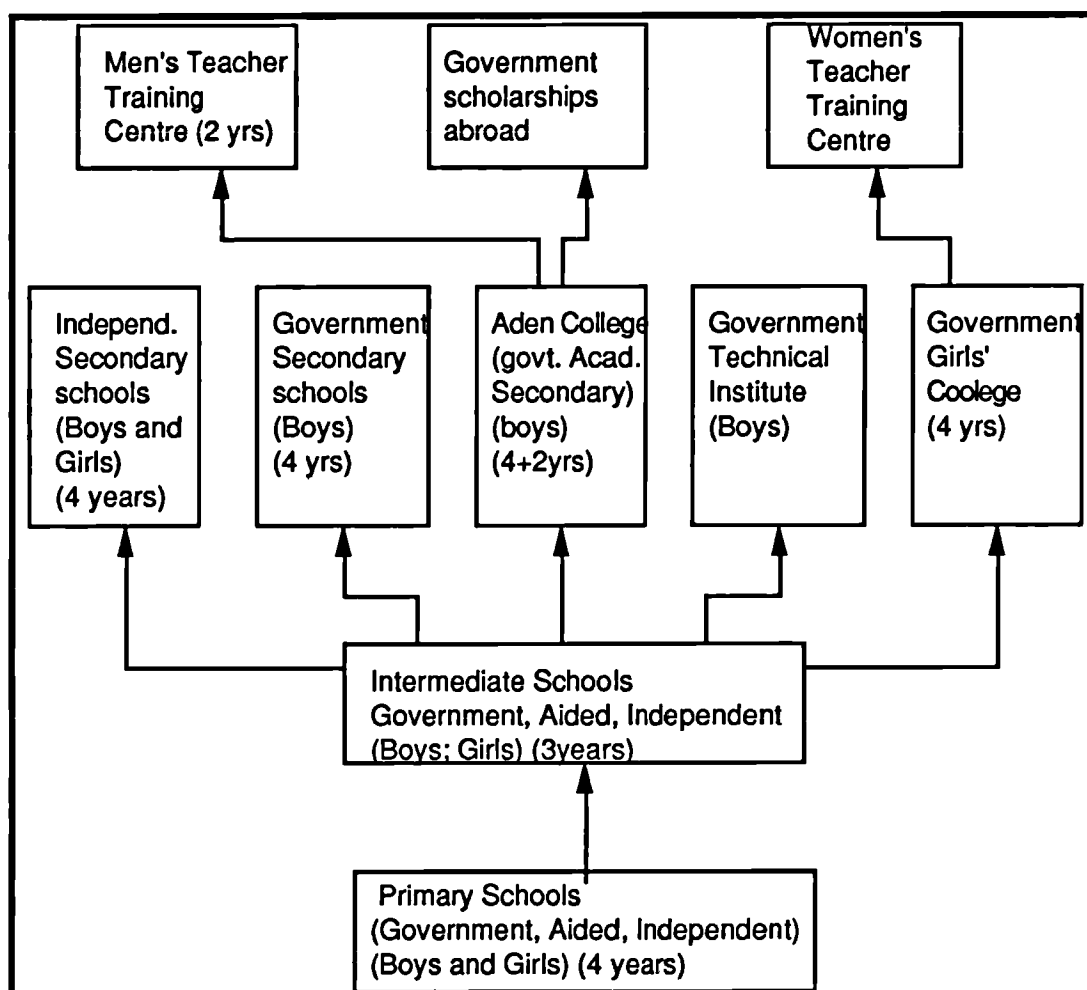 Men's Teacher
Training
Centre (2 yrs)
Government
scholarships
abroad
Women's
Teacher
Training
Centre
Independ.
Secondary
schools
(Boys and
Girls)
(4 years)
Government
Secondary
schools
(Boys)
(4 yrs)
Aden College
(govt. Acad.
Secondary)
(boys)
(4+2yrs)
Government
Technical
Institute
(Boys)
Government
Girls'
Coolege
(4 yrs)
Intermediate Schools
Government, Aided, Independent
(Boys; Girls) (3years)
Primary Schools
(Government, Aided, Independent)
(Boys and Girls) (4 years)